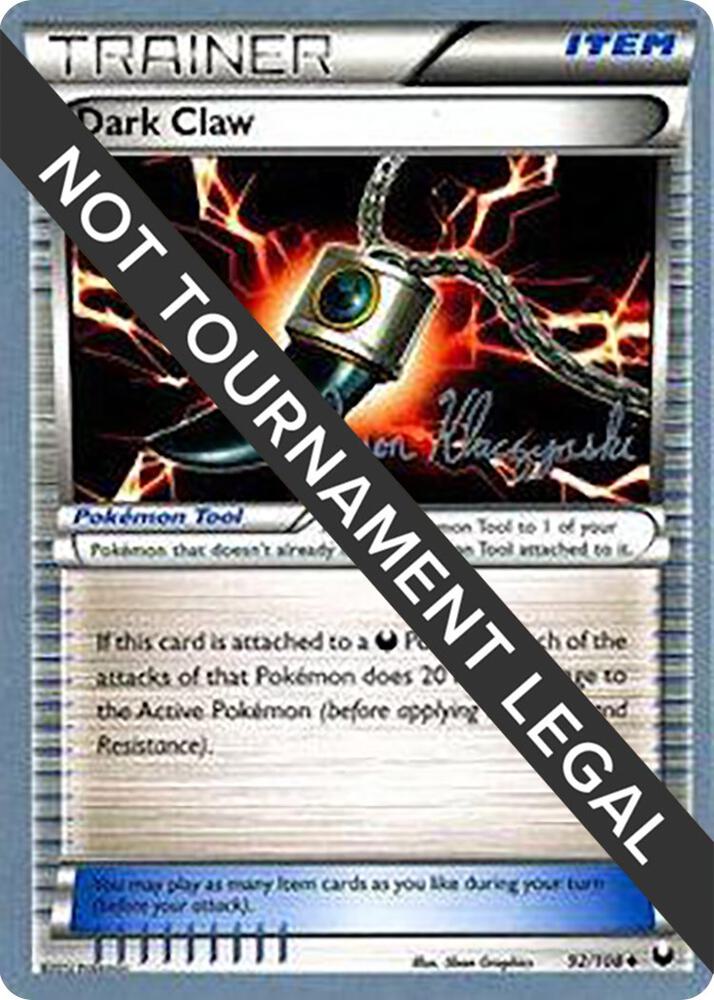 TRAINER
ITEM
Dark Claw
NOT TOURNAMENT LEGAL
on Klaczynski
Pokémon Tool
mon Tool to 1 of your
Pokémon that doesn't already on Tool attached to it.
If this card is attached to a ch of the
attacks of that Pokémon does 20 ge to
the Active Pokémon (before applying nd
Resistance).
You may play as many Item cards as you like during your turn
(before your attack).
Illus. Shin Graphics
92/108